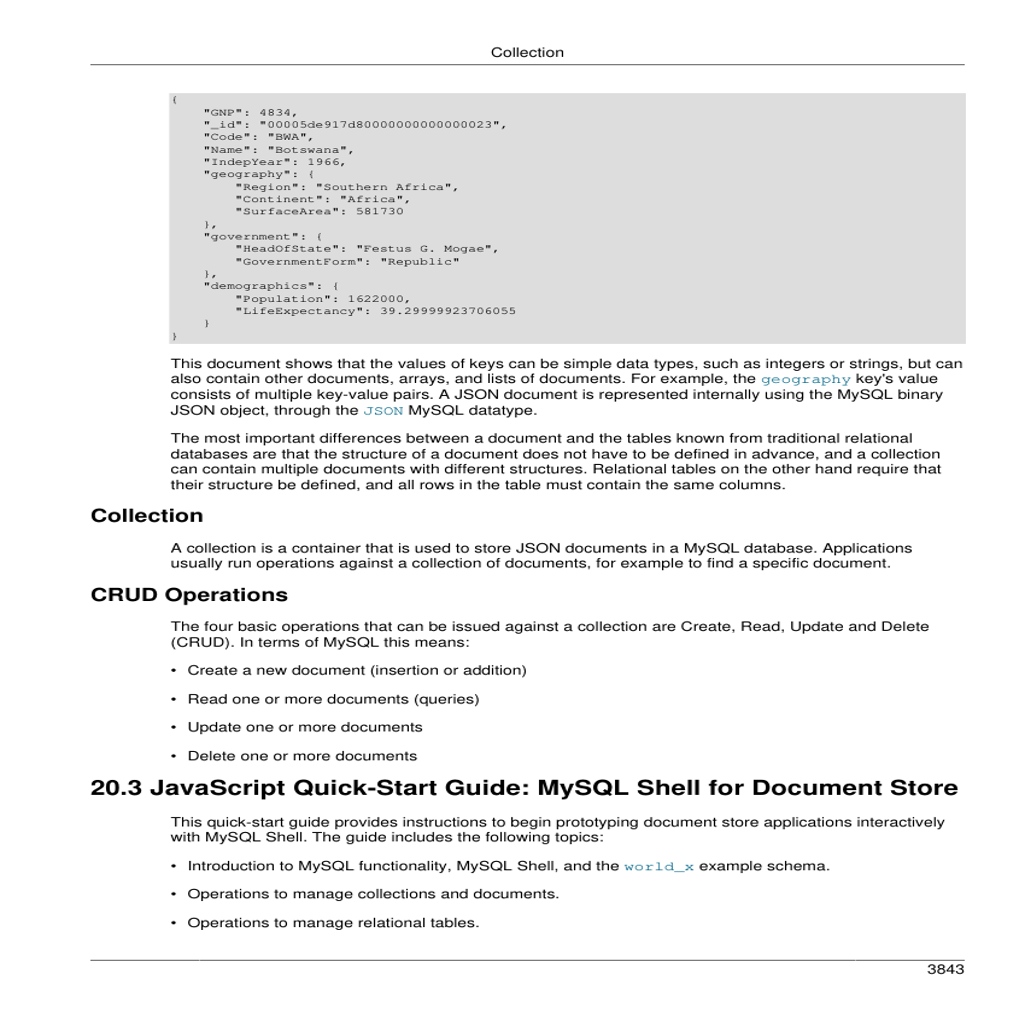 Collection
{
    "GNP": 4834,
    "_id": "00005de917d80000000000000023",
    "Code": "BWA",
    "Name": "Botswana",
    "IndepYear": 1966,
    "geography": {
        "Region": "Southern Africa",
        "Continent": "Africa",
        "SurfaceArea": 581730
    },
    "government": {
        "HeadOfState": "Festus G. Mogae",
        "GovernmentForm": "Republic"
    },
    "demographics": {
        "Population": 1622000,
        "LifeExpectancy": 39.29999923706055
    }
}
This document shows that the values of keys can be simple data types, such as integers or strings, but can
also contain other documents, arrays, and lists of documents. For example, the geography key's value
consists of multiple key-value pairs. A JSON document is represented internally using the MySQL binary
JSON object, through the JSON MySQL datatype.
The most important differences between a document and the tables known from traditional relational
databases are that the structure of a document does not have to be defined in advance, and a collection
can contain multiple documents with different structures. Relational tables on the other hand require that
their structure be defined, and all rows in the table must contain the same columns.
Collection
A collection is a container that is used to store JSON documents in a MySQL database. Applications
usually run operations against a collection of documents, for example to find a specific document.
CRUD Operations
The four basic operations that can be issued against a collection are Create, Read, Update and Delete
(CRUD). In terms of MySQL this means:
• Create a new document (insertion or addition)
• Read one or more documents (queries)
• Update one or more documents
• Delete one or more documents
20.3 JavaScript Quick-Start Guide: MySQL Shell for Document Store
This quick-start guide provides instructions to begin prototyping document store applications interactively
with MySQL Shell. The guide includes the following topics:
• Introduction to MySQL functionality, MySQL Shell, and the world_x example schema.
• Operations to manage collections and documents.
• Operations to manage relational tables.
3843